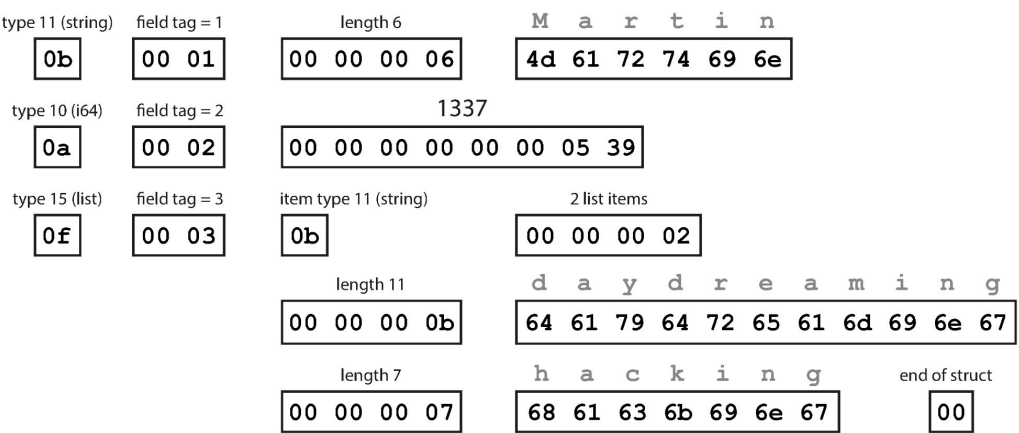 type 11 (string) field tag = 1 length 6 M a r t i n
0b 00 01 00 00 00 06 4d 61 72 74 69 6e
type 10 (i64) field tag = 2 1337
0a 00 02 00 00 00 00 00 00 05 39
type 15 (list) field tag = 3 item type 11 (string) 2 list items
0f 00 03 0b 00 00 00 02
length 11 d a y d r e a m i n g
00 00 00 0b 64 61 79 64 72 65 61 6d 69 6e 67
length 7 h a c k i n g end of struct
00 00 00 07 68 61 63 6b 69 6e 67 00